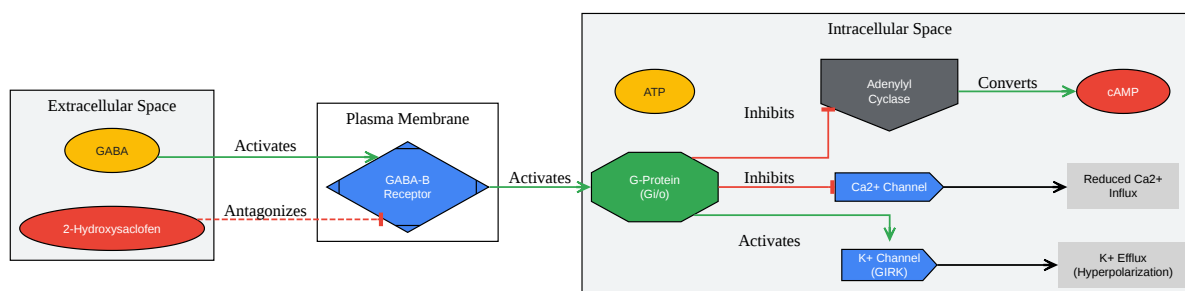 Intracellular Space
Extracellular Space
GABA
2-Hydroxysaclofen
Activates
Antagonizes
Plasma Membrane
GABA-B
Receptor
Activates
ATP
G-Protein
(Gi/o)
Inhibits
Inhibits
Activates
Adenylyl
Cyclase
Converts
cAMP
Ca2+ Channel
Reduced Ca2+
Influx
K+ Channel
(GIRK)
K+ Efflux
(Hyperpolarization)